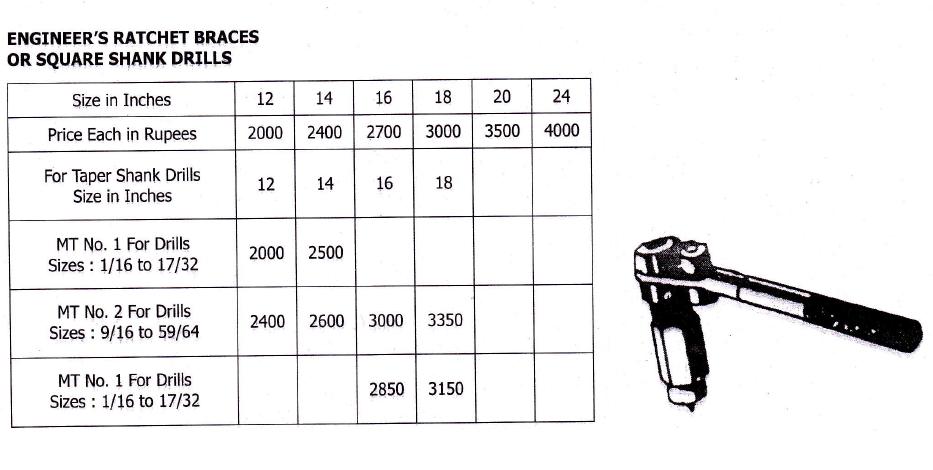 ENGINEER'S RATCHET BRACES
OR SQUARE SHANK DRILLS
Size in Inches 12 14 16 18 20 24
Price Each in Rupees 2000 2400 2700 3000 3500 4000
For Taper Shank Drills
Size in Inches 12 14 16 18
MT No. 1 For Drills
Sizes : 1/16 to 17/32 2000 2500
MT No. 2 For Drills
Sizes : 9/16 to 59/64 2400 2600 3000 3350
MT No. 1 For Drills
Sizes : 1/16 to 17/32 2850 3150